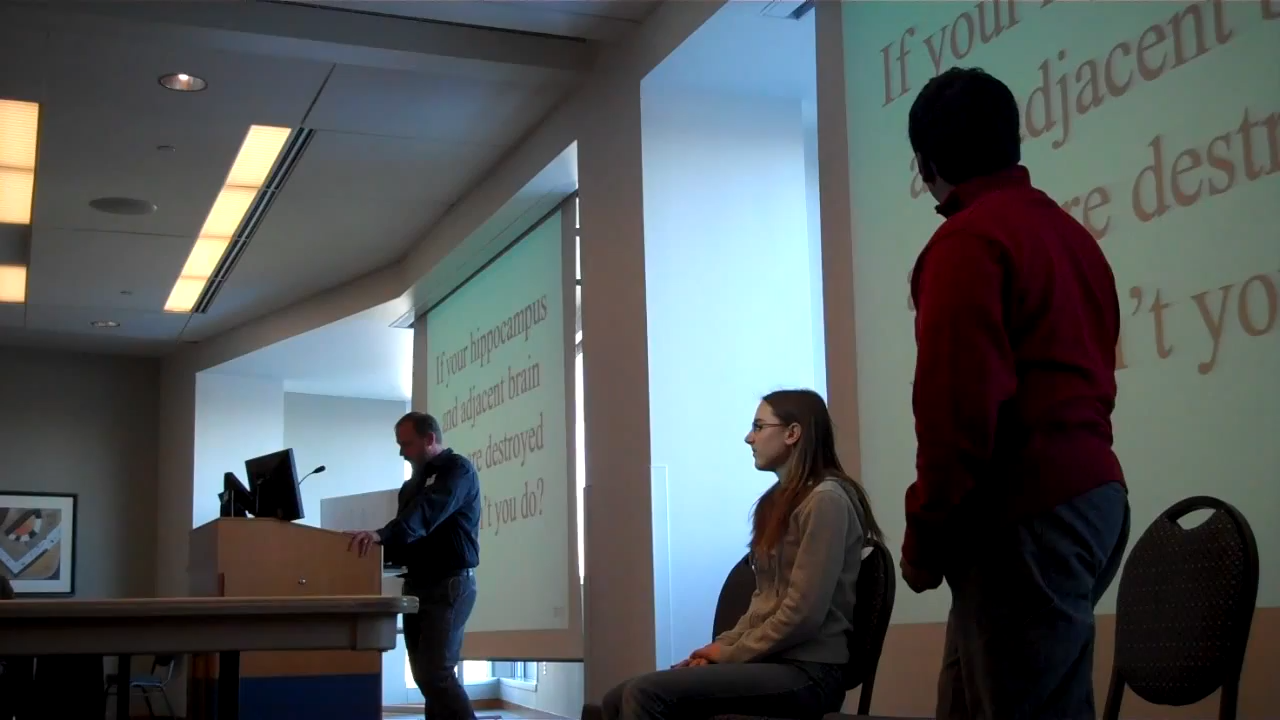 If your hippocampus
and adjacent brain
are destroyed
't you do?
If your
adjacent
re destr
't yo